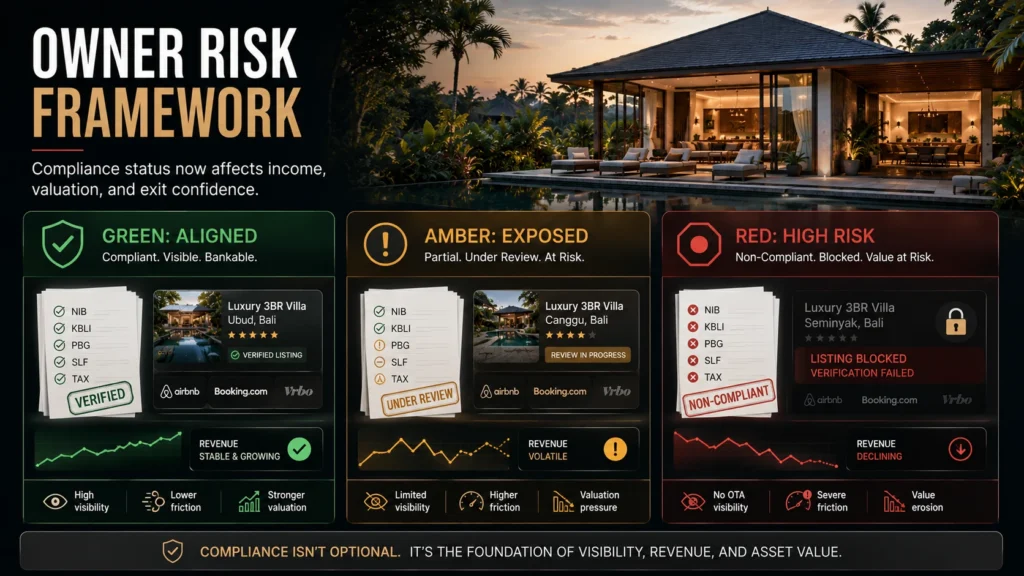 OWNER RISK
FRAMEWORK
Compliance status now affects income,
valuation, and exit confidence.
GREEN: ALIGNED
Compliant. Visible. Bankable.
NIB
KBLI
PBG
SLF
TAX
VERIFIED
Luxury 3BR Villa
Ubud, Bali
VERIFIED LISTING
airbnb
Booking.com
Vrbo
REVENUE
STABLE & GROWING
High
visibility
Lower
friction
Stronger
valuation
AMBER: EXPOSED
Partial. Under Review. At Risk.
NIB
KBLI
PBG
SLF
TAX
UNDER REVIEW
Luxury 3BR Villa
Canggu, Bali
REVIEW IN PROGRESS
airbnb
Booking.com
Vrbo
REVENUE
VOLATILE
Limited
visibility
Higher
friction
Valuation
pressure
RED: HIGH RISK
Non-Compliant. Blocked. Value at Risk.
NIB
KBLI
PBG
SLF
TAX
NON-COMPLIANT
Luxury 3BR Villa
Seminyak, Bali
LISTING BLOCKED
VERIFICATION FAILED
airbnb
Booking.com
Vrbo
REVENUE
DECLINING
No OTA
visibility
Severe
friction
Value
erosion
COMPLIANCE ISN'T OPTIONAL. IT'S THE FOUNDATION OF VISIBILITY, REVENUE, AND ASSET VALUE.